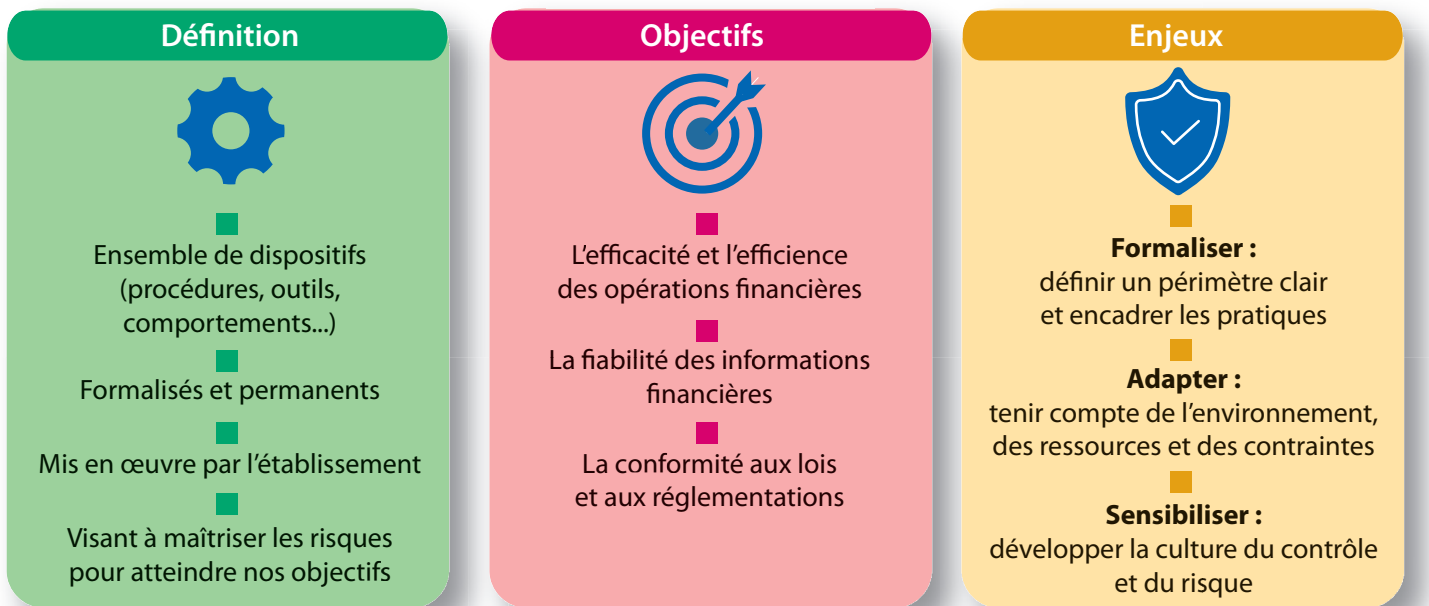 Définition
Ensemble de dispositifs
(procédures, outils,
comportements...)
Formalisés et permanents
Mis en œuvre par l'établissement
Visant à maîtriser les risques
pour atteindre nos objectifs
Objectifs
L'efficacité et l'efficience
des opérations financières
La fiabilité des informations
financières
La conformité aux lois
et aux réglementations
Enjeux
Formaliser :
définir un périmètre clair
et encadrer les pratiques
Adapter :
tenir compte de l'environnement,
des ressources et des contraintes
Sensibiliser :
développer la culture du contrôle
et du risque